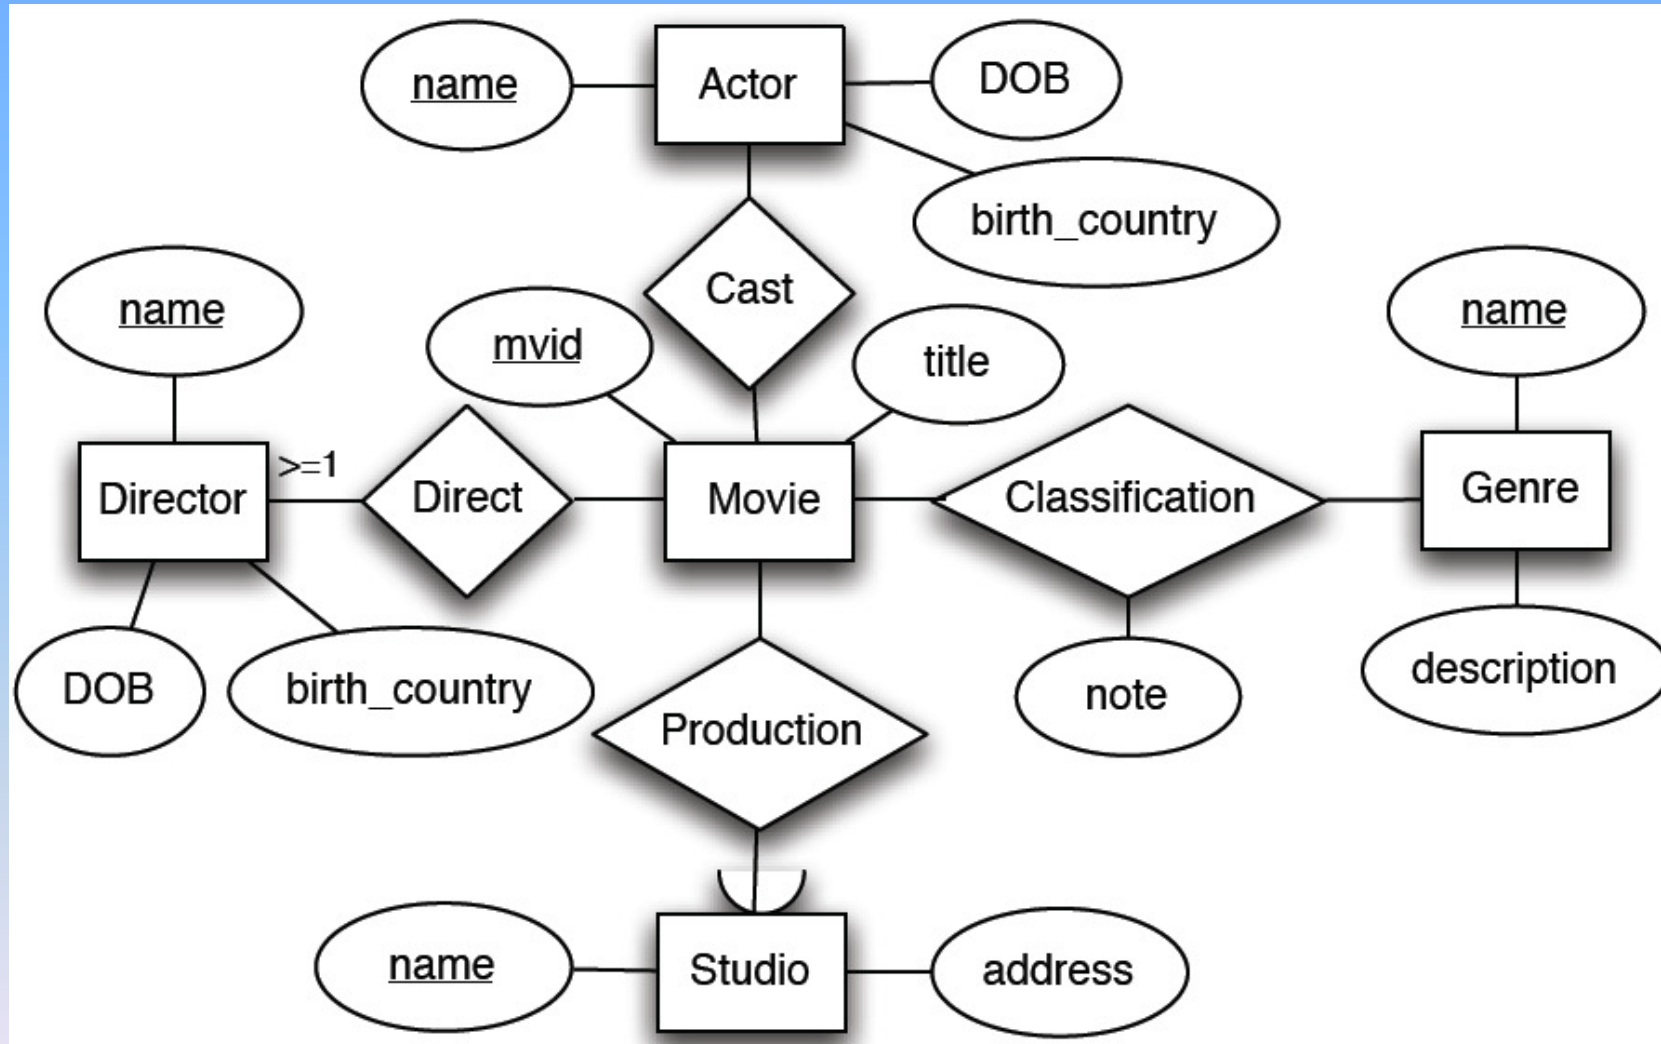 name
Actor
DOB
birth_country
Cast
name
mvid
title
name
>=1
Director
Direct
Movie
Classification
Genre
DOB
birth_country
Production
note
description
name
Studio
address